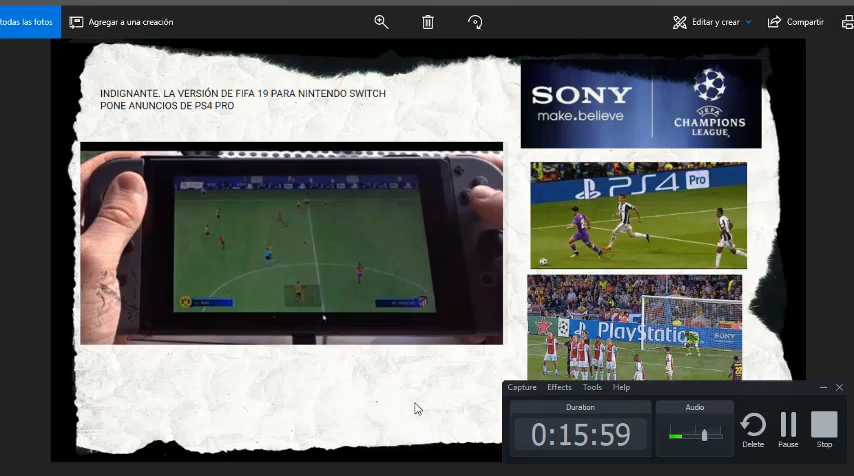 todas las fotos
Agregar a una creación
Editar y crear
Compartir
INDIGNANTE. LA VERSIÓN DE FIFA 19 PARA NINTENDO SWITCH
PONE ANUNCIOS DE PS4 PRO
SONY
make.believe
UEFA
CHAMPIONS
LEAGUE
PS4 Pro
PlayStatio
SONY
Capture Effects Tools Help
Duration
0:15:59
Audio
Delete
Pause
Stop